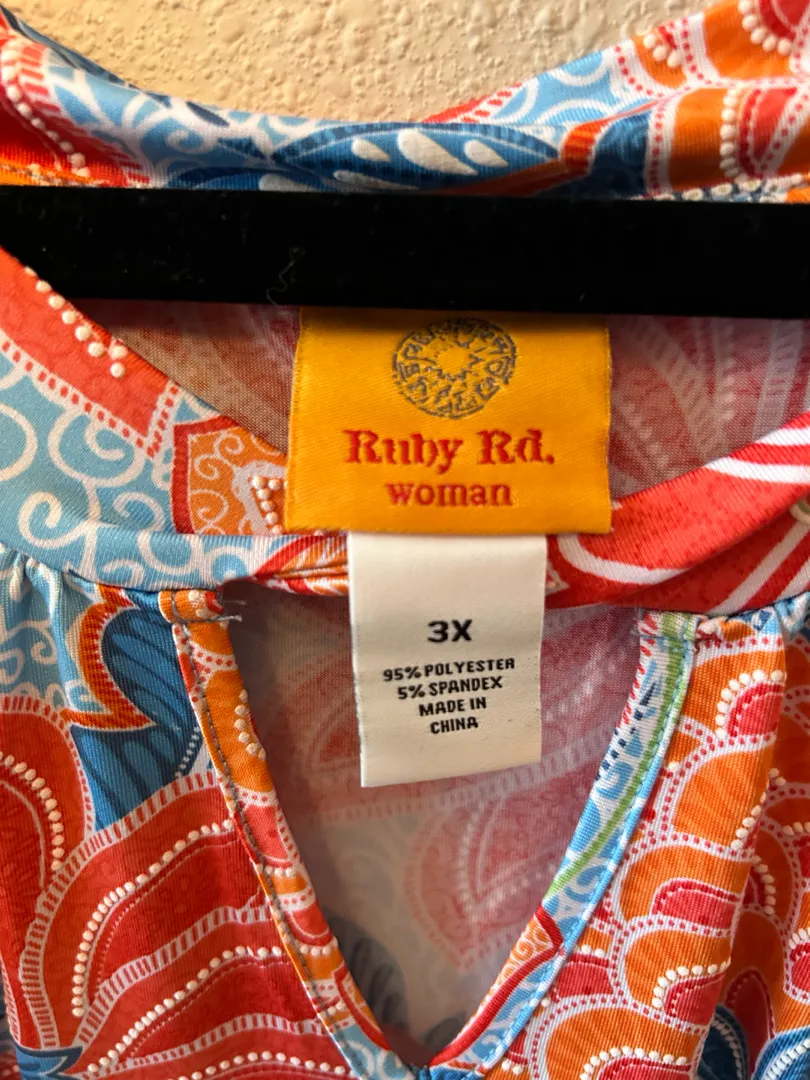 Ruby Rd.
woman
3X
95% POLYESTER
5% SPANDEX
MADE IN
CHINA